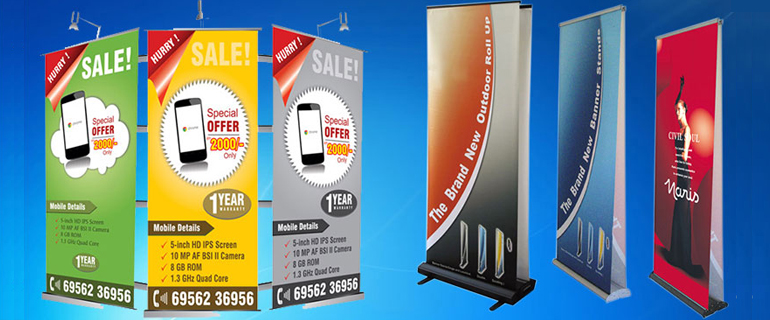 HURRY !
SALE!
Special
OFFER
2000/-
Only
Mobile Details
5-inch HD IPS Screen
10 MP AF BSI II Camera
8 GB ROM
1.3 GHz Quad Core
1 YEAR
WARRANTY
69562 36956
HURRY !
SALE!
Special
OFFER
2000/-
Only
1 YEAR
WARRANTY
Mobile Details
5-inch HD IPS Screen
10 MP AF BSI II Camera
8 GB ROM
1.3 GHz Quad Core
69562 36956
HURRY !
SALE!
Special
OFFER
2000/-
Only
1 YEAR
WARRANTY
Mobile Details
5-inch HD IPS Screen
10 MP AF BSI II Camera
8 GB ROM
1.3 GHz Quad Core
69562 36956
The Brand New Outdoor Roll Up
The Brand New Banner Stands
CIVIL SOUL
Maris